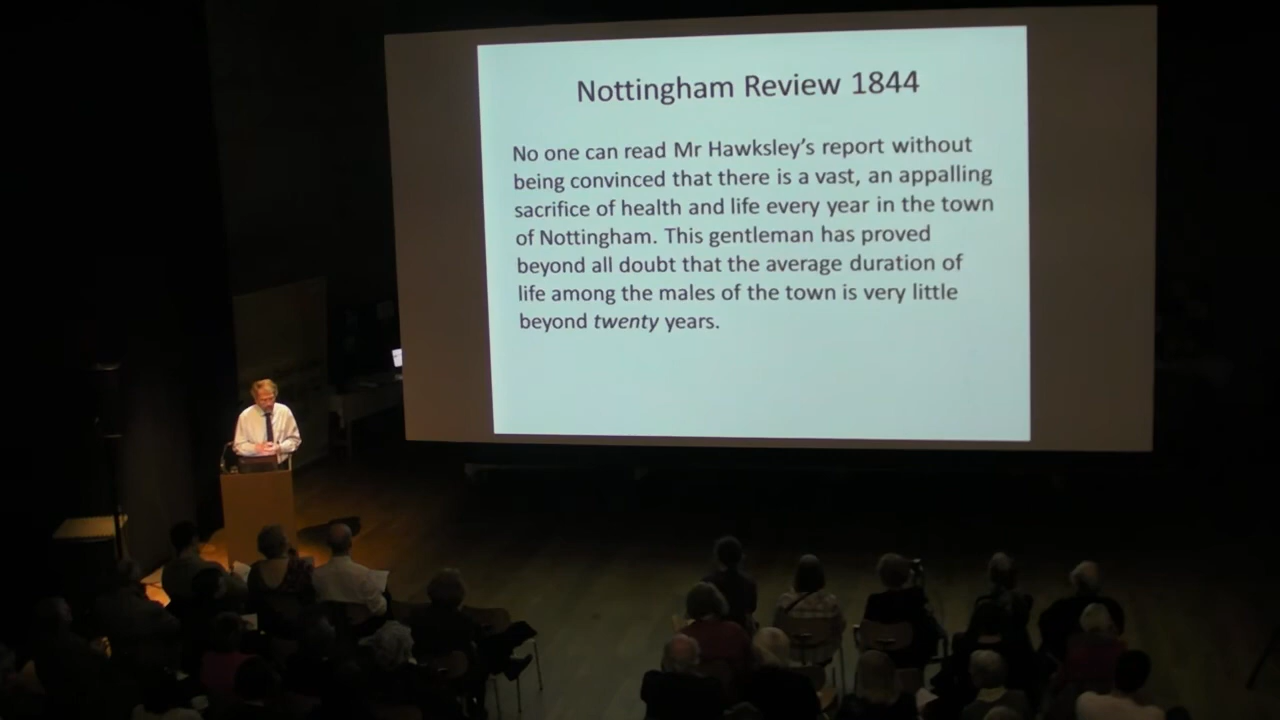 Nottingham Review 1844
No one can read Mr Hawksley’s report without
being convinced that there is a vast, an appalling
sacrifice of health and life every year in the town
of Nottingham. This gentleman has proved
beyond all doubt that the average duration of
life among the males of the town is very little
beyond twenty years.